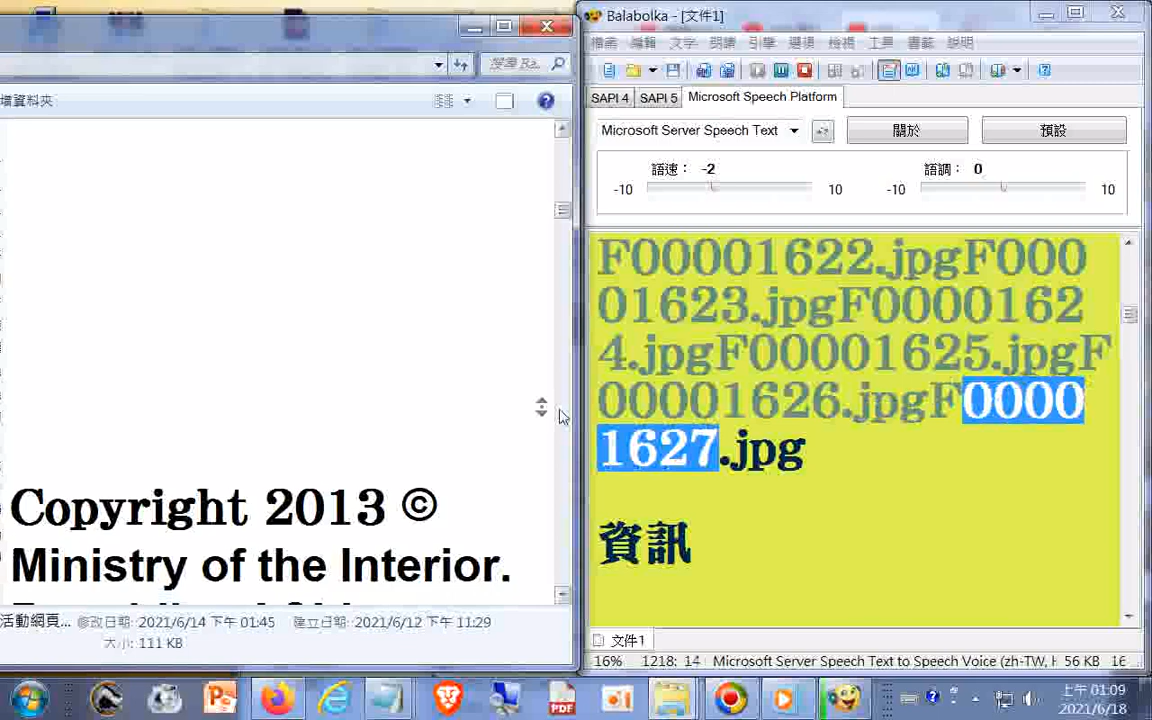 搜尋
增資料夾
Copyright 2013 ©
Ministry of the Interior.
活動網頁... 修改日期: 2021/6/14 下午 01:45 建立日期: 2021/6/12 下午 11:29
大小: 111 KB
Balabolka - [文件1]
檔案 編輯 文字 朗讀 引擎 選項 檢視 工具 書籤 說明
SAPI 4 SAPI 5 Microsoft Speech Platform
Microsoft Server Speech Text 關於 預設
語速: -2 語調: 0
-10 10 -10 10
F00001622.jpgF000
01623.jpgF0000162
4.jpgF00001625.jpgF
00001626.jpgF0000
1627.jpg
資訊
文件1
16% 1218: 14 Microsoft Server Speech Text to Speech Voice (zh-TW, H 56 KB 16
上午 01:09
2021/6/18